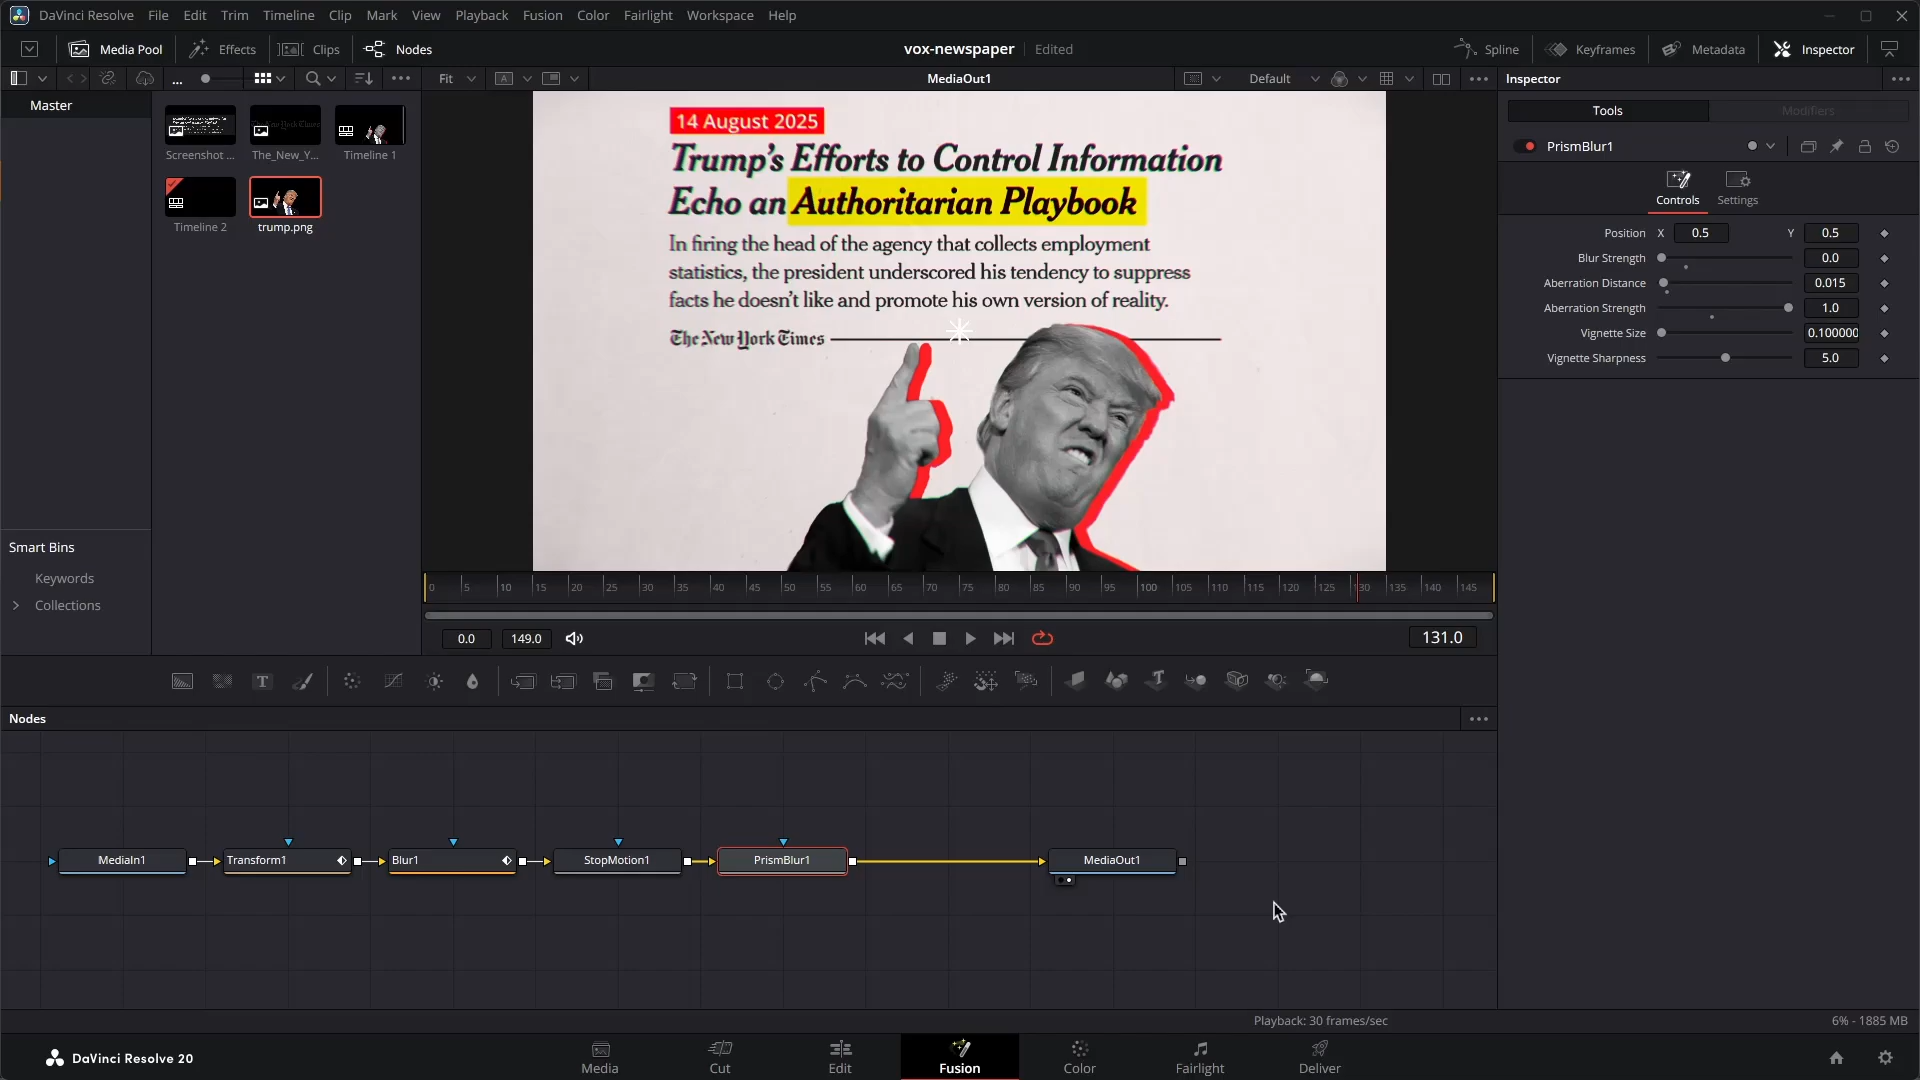 DaVinci Resolve File Edit Trim Timeline Clip Mark View Playback Fusion Color Fairlight Workspace Help
Media Pool Effects Clips Nodes vox-newspaper Edited Spline Keyframes Metadata Inspector
... Fit MediaOut1 Default Inspector
Master
Screenshot ... The_New_Y... Timeline 1
Timeline 2 trump.png
Smart Bins
Keywords
Collections
14 August 2025
Trump's Efforts to Control Information
Echo an Authoritarian Playbook
In firing the head of the agency that collects employment
statistics, the president underscored his tendency to suppress
facts he doesn't like and promote his own version of reality.
The New York Times
0 5 10 15 20 25 30 35 40 45 50 55 60 65 70 75 80 85 90 95 100 105 110 115 120 125 130 135 140 145
0.0 149.0 131.0
Tools Modifiers
PrismBlur1
Controls Settings
Position X 0.5 Y 0.5
Blur Strength 0.0
Aberration Distance 0.015
Aberration Strength 1.0
Vignette Size 0.100000
Vignette Sharpness 5.0
Nodes
MediaIn1 Transform1 Blur1 StopMotion1 PrismBlur1 MediaOut1
Playback: 30 frames/sec 6% - 1885 MB
DaVinci Resolve 20 Media Cut Edit Fusion Color Fairlight Deliver